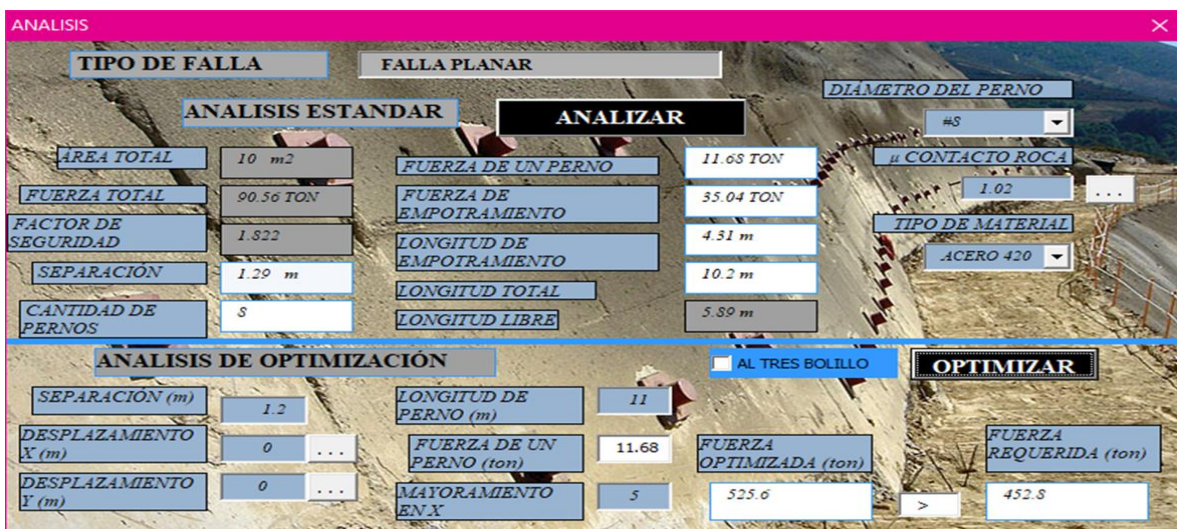 ANALISIS
TIPO DE FALLA
FALLA PLANAR
DIÁMETRO DEL PERNO
#8
ANALISIS ESTANDAR
ANALIZAR
ÁREA TOTAL
10 m2
FUERZA TOTAL
90.56 TON
FACTOR DE
SEGURIDAD
1.822
SEPARACIÓN
1.29 m
CANTIDAD DE
PERNOS
8
FUERZA DE UN PERNO
11.68 TON
FUERZA DE
EMPOTRAMIENTO
35.04 TON
LONGITUD DE
EMPOTRAMIENTO
4.31 m
LONGITUD TOTAL
10.2 m
LONGITUD LIBRE
5.89 m
µ CONTACTO ROCA
1.02
...
TIPO DE MATERIAL
ACERO 420
ANALISIS DE OPTIMIZACIÓN
AL TRES BOLILLO
OPTIMIZAR
SEPARACIÓN (m)
1.2
DESPLAZAMIENTO
X (m)
0
...
DESPLAZAMIENTO
Y (m)
0
...
LONGITUD DE
PERNO (m)
11
FUERZA DE UN
PERNO (ton)
11.68
MAYORAMIENTO
EN X
5
FUERZA
OPTIMIZADA (ton)
525.6
>
FUERZA
REQUERIDA (ton)
452.8